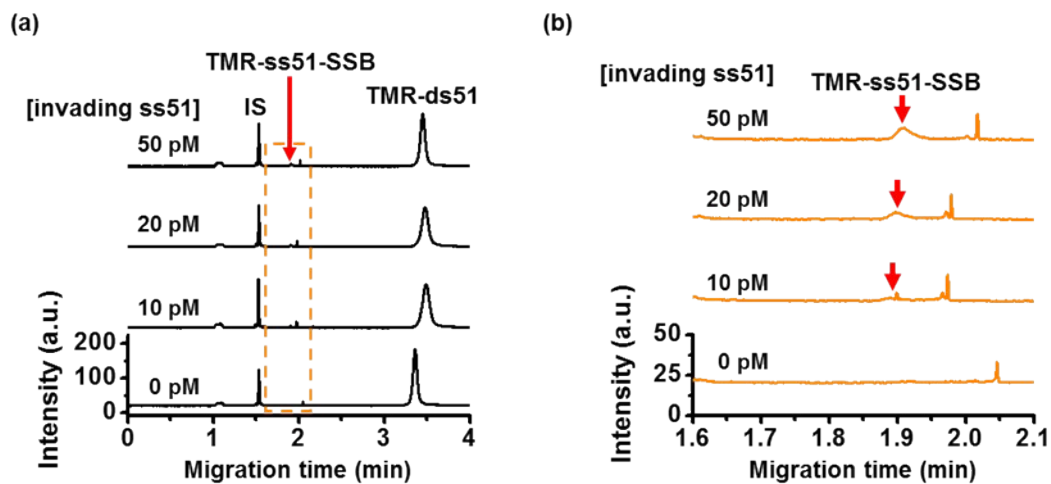 (a)
TMR-ss51-SSB
[invading ss51]
IS
TMR-ds51
50 pM
20 pM
10 pM
0 pM
Intensity (a.u.)
200
100
0
0
1
2
3
4
Migration time (min)
(b)
[invading ss51]
TMR-ss51-SSB
50 pM
20 pM
10 pM
0 pM
Intensity (a.u.)
50
25
0
1.6
1.7
1.8
1.9
2.0
2.1
Migration time (min)